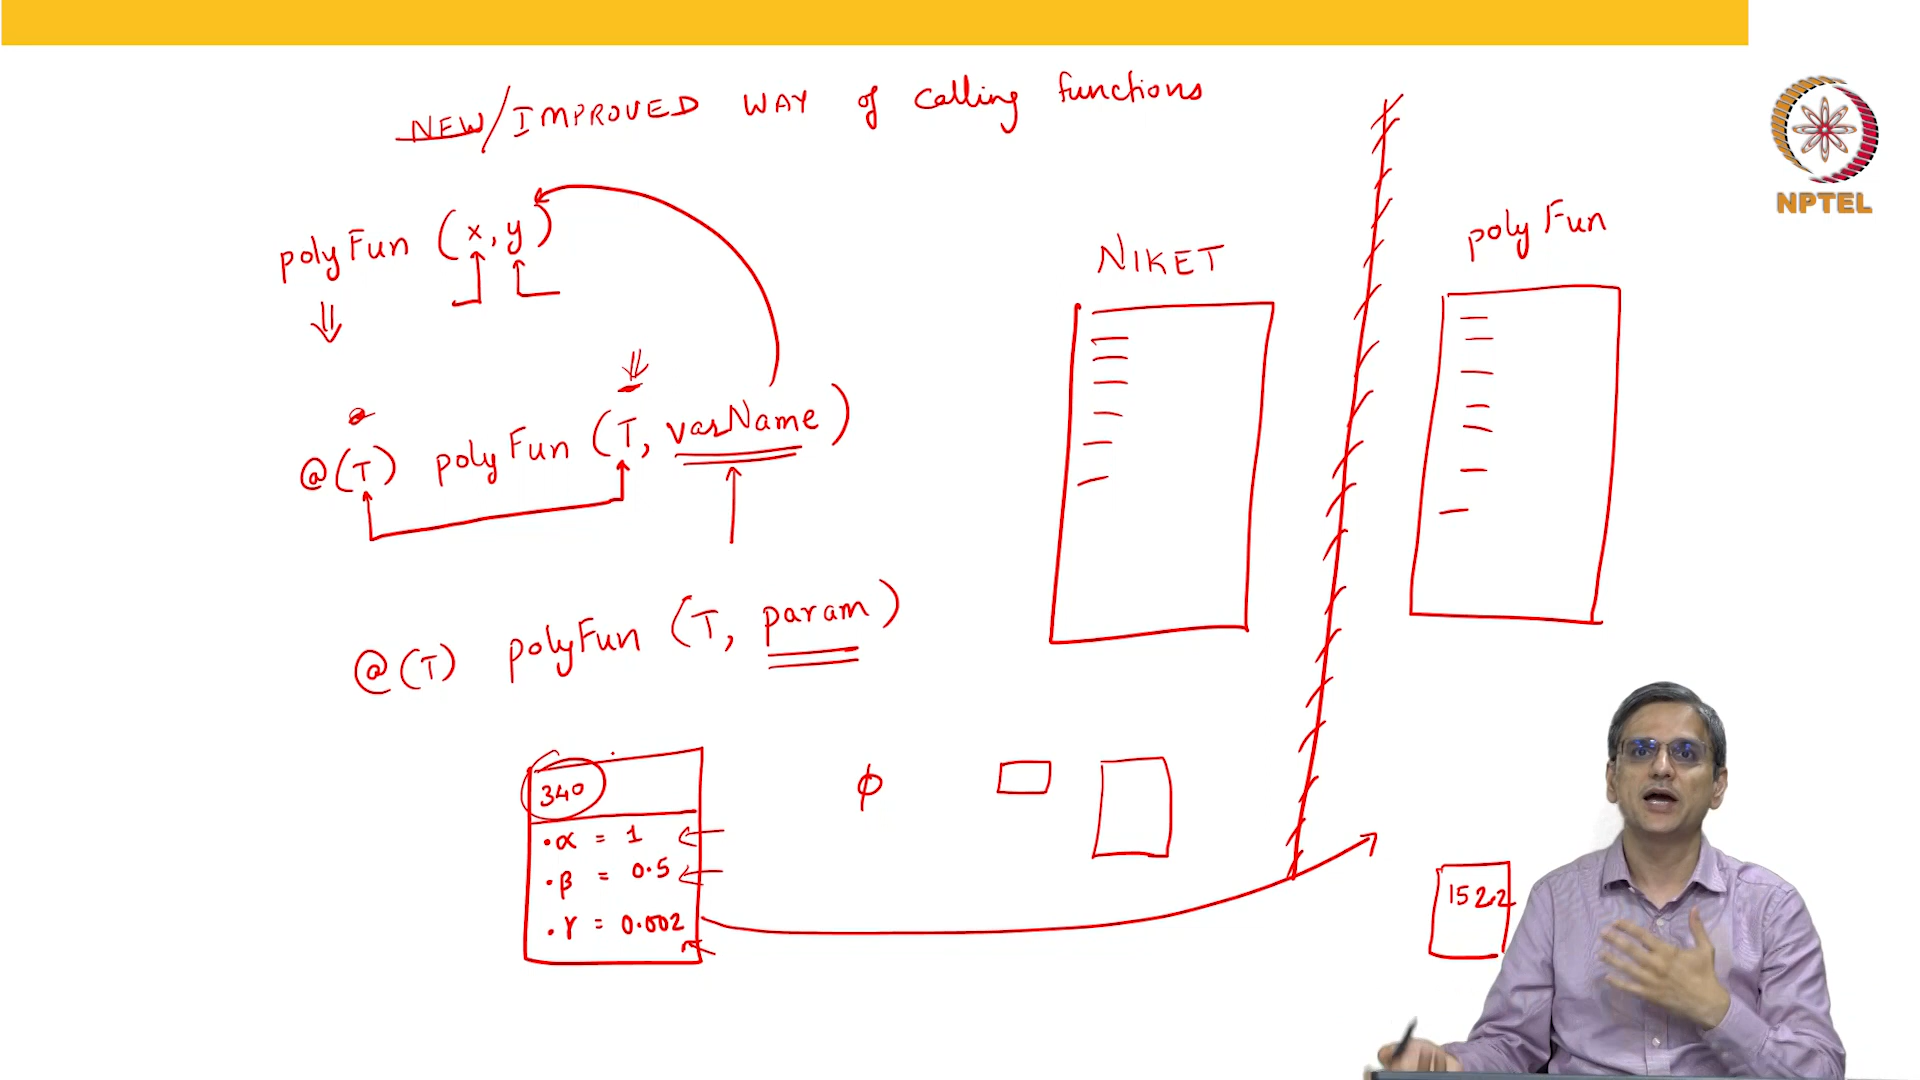 NEW/IMPROVED WAY of calling functions
NPTEL
polyFun (x, y)
@(T) polyFun (T, varName)
@(T) polyFun (T, param)
NIKET
polyFun
340
• α = 1
• β = 0.5
• γ = 0.002
ϕ
1522